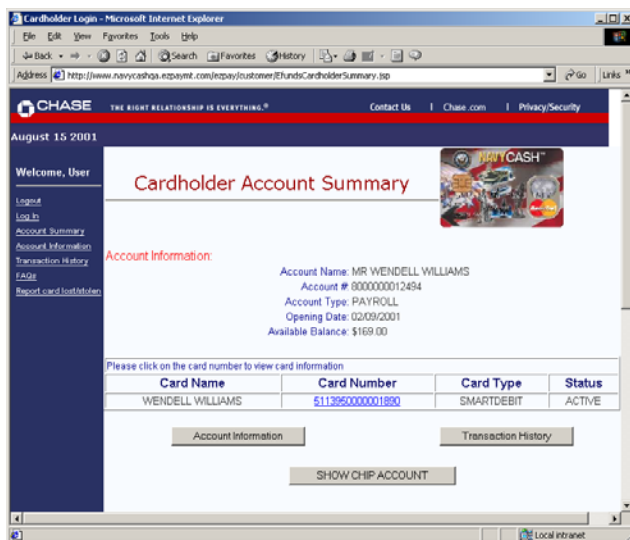 Cardholder Login - Microsoft Internet Explorer
File Edit View Favorites Tools Help
Back Search Favorites History
Address http://www.navycashqa.ezpaymt.com/ezpay/customer/EfundsCardholderSummary.jsp Go Links »
CHASE THE RIGHT RELATIONSHIP IS EVERYTHING.® Contact Us | Chase.com | Privacy/Security
August 15 2001
Welcome, User
Logout
Log In
Account Summary
Account Information
Transaction History
FAQs
Report card lost/stolen
Cardholder Account Summary
NAVYCASH™
MasterCard
Account Information:
Account Name: MR WENDELL WILLIAMS
Account # 8000000012494
Account Type: PAYROLL
Opening Date: 02/09/2001
Available Balance: $169.00
Please click on the card number to view card information
Card Name Card Number Card Type Status
WENDELL WILLIAMS 5113950000001890 SMARTDEBIT ACTIVE
Account Information Transaction History
SHOW CHIP ACCOUNT
Local intranet